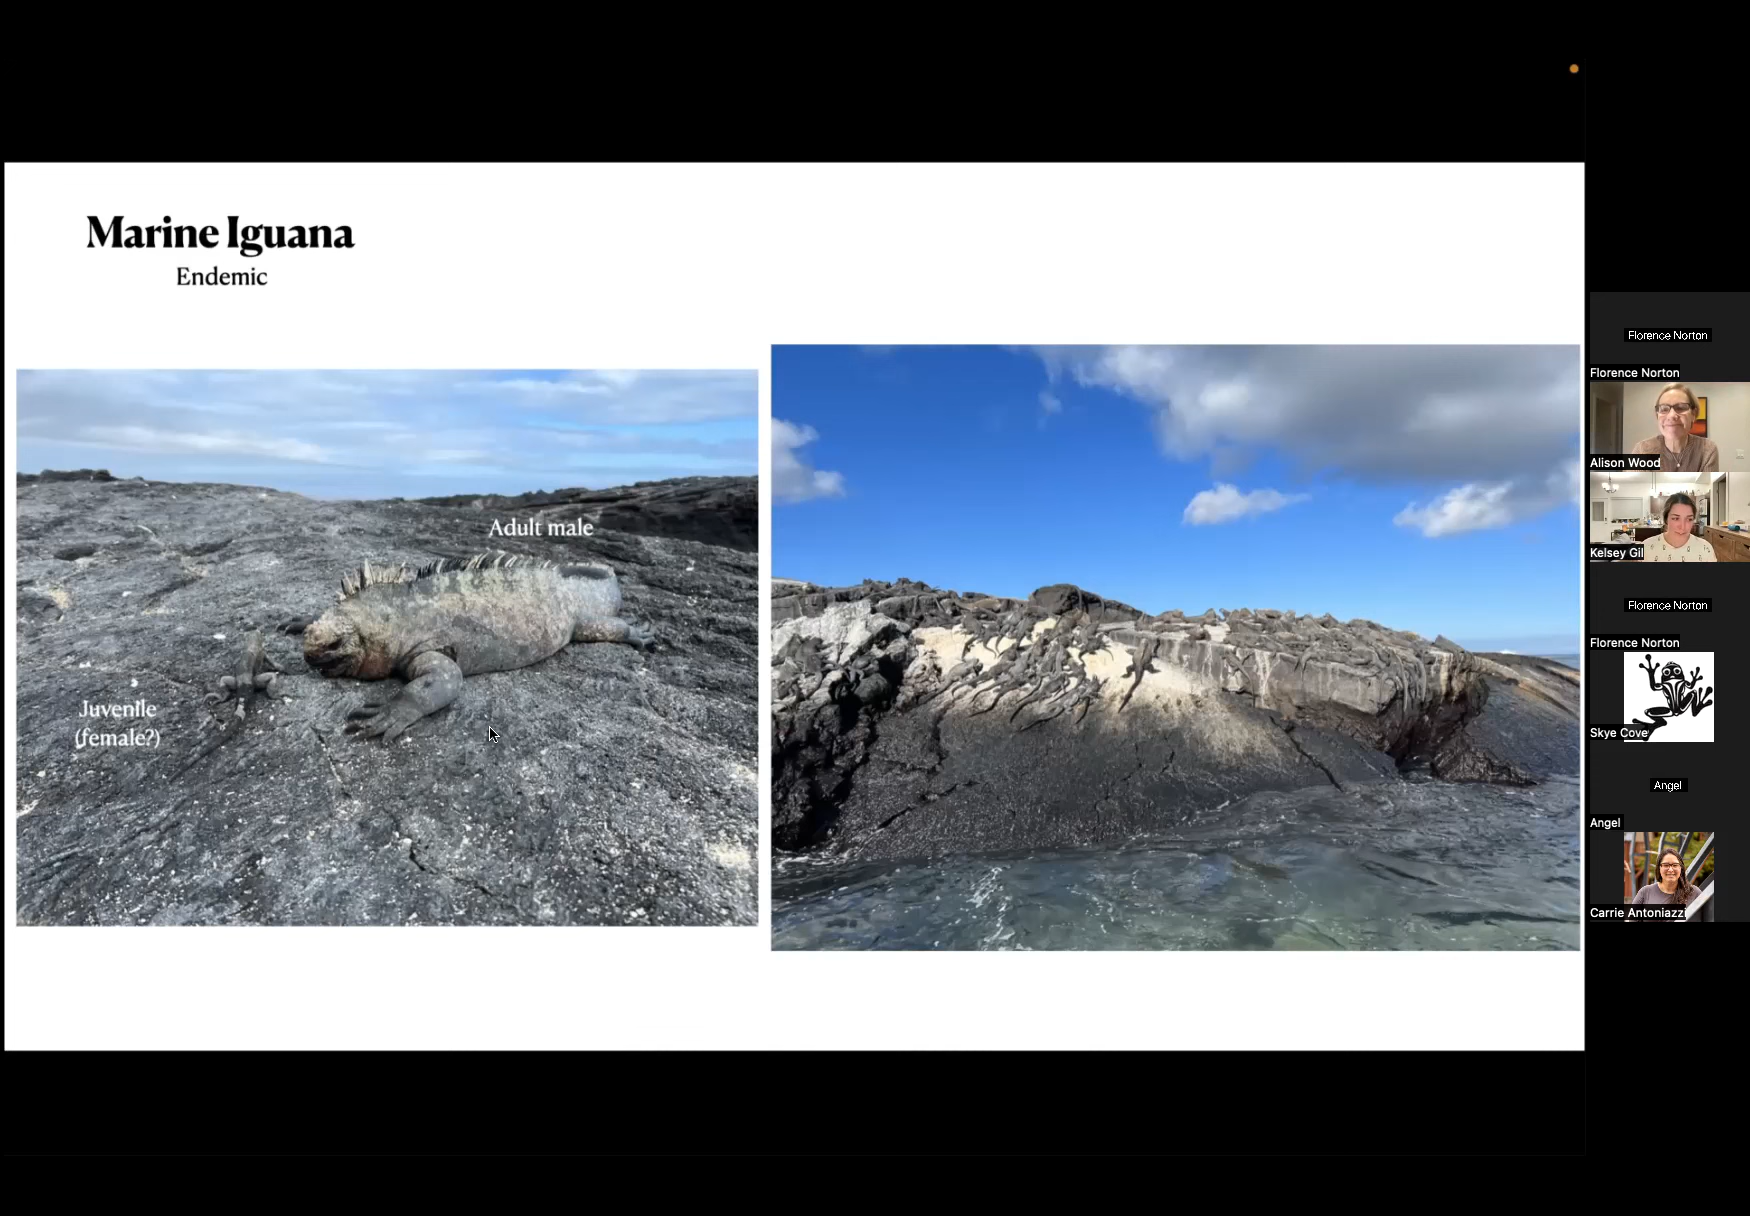 Marine Iguana
Endemic
Adult male
Juvenile
(female?)
Florence Norton
Florence Norton
Alison Wood
Kelsey Gil
Florence Norton
Florence Norton
Skye Cove
Angel
Angel
Carrie Antoniazzi